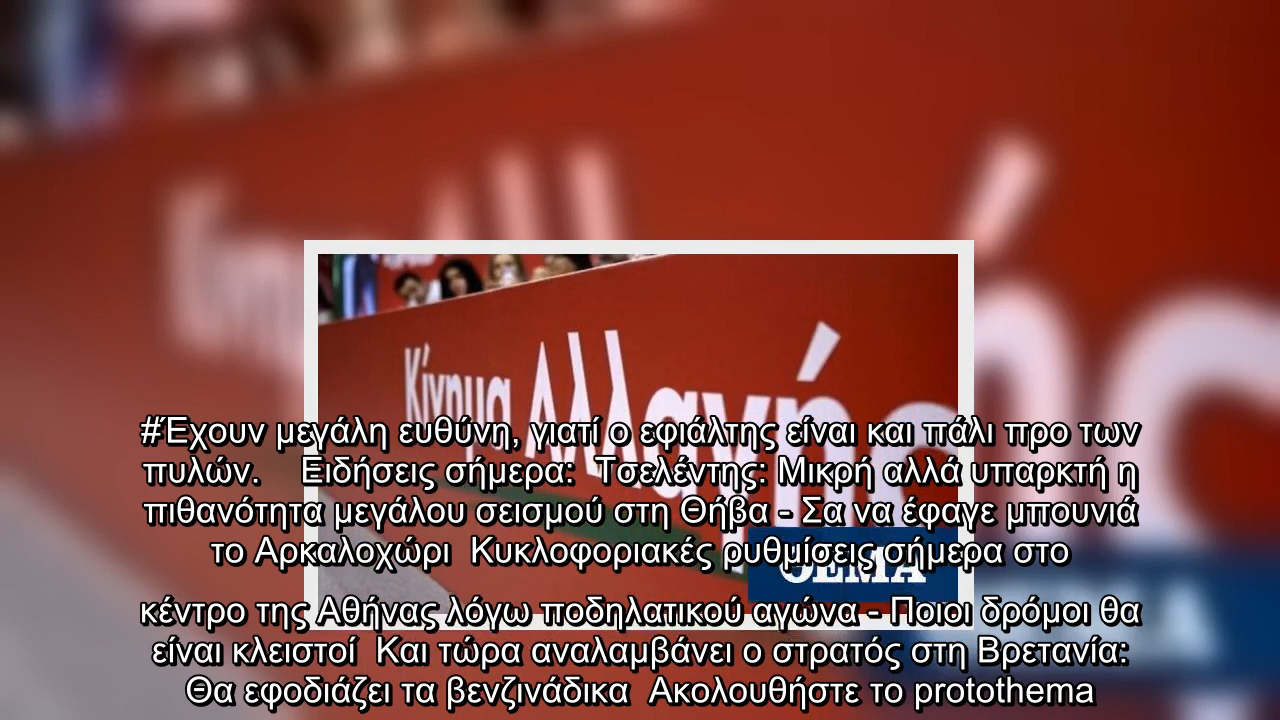 Κίνημα Αλλαγής
#Έχουν μεγάλη ευθύνη, γιατί ο εφιάλτης είναι και πάλι προ των
πυλών. Ειδήσεις σήμερα: Τσελέντης: Μικρή αλλά υπαρκτή η
πιθανότητα μεγάλου σεισμού στη Θήβα - Σα να έφαγε μπουνιά
το Αρκαλοχώρι Κυκλοφοριακές ρυθμίσεις σήμερα στο
ΘΕΜΑ
κέντρο της Αθήνας λόγω ποδηλατικού αγώνα - Ποιοι δρόμοι θα
είναι κλειστοί Και τώρα αναλαμβάνει ο στρατός στη Βρετανία:
Θα εφοδιάζει τα βενζινάδικα Ακολουθήστε το protothema